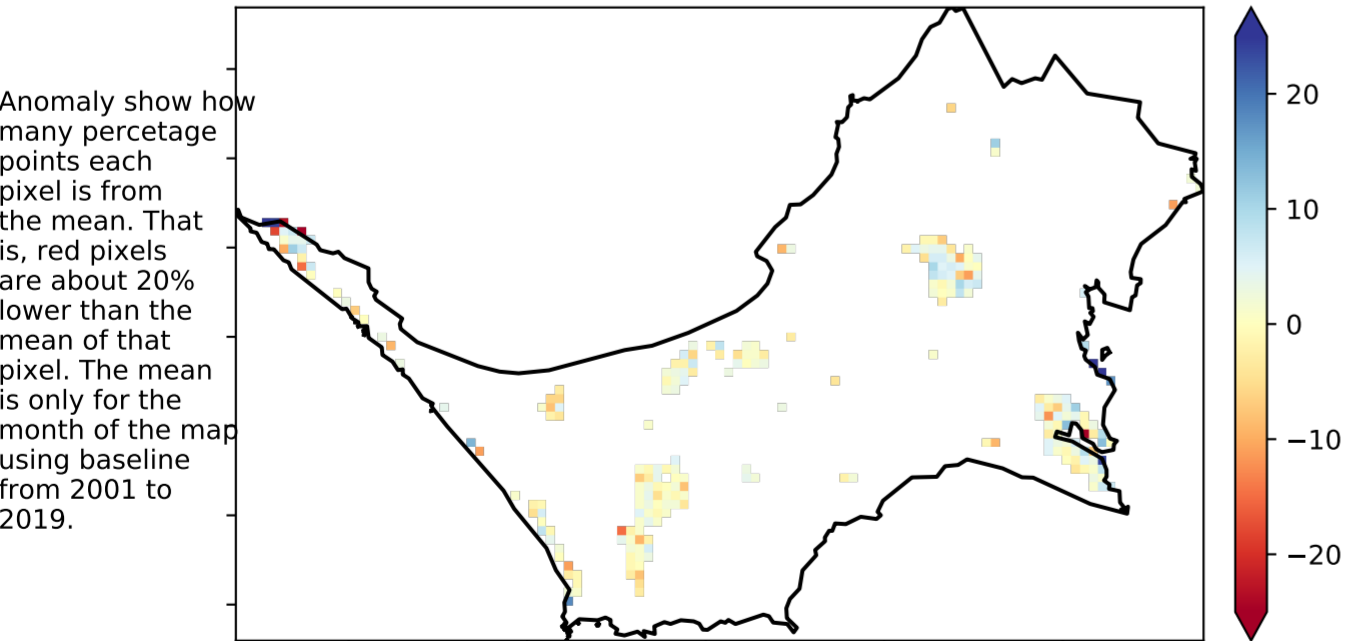 Anomaly show how
many percetage
points each
pixel is from
the mean. That
is, red pixels
are about 20%
lower than the
mean of that
pixel. The mean
is only for the
month of the map
using baseline
from 2001 to
2019.
20
10
0
−10
−20